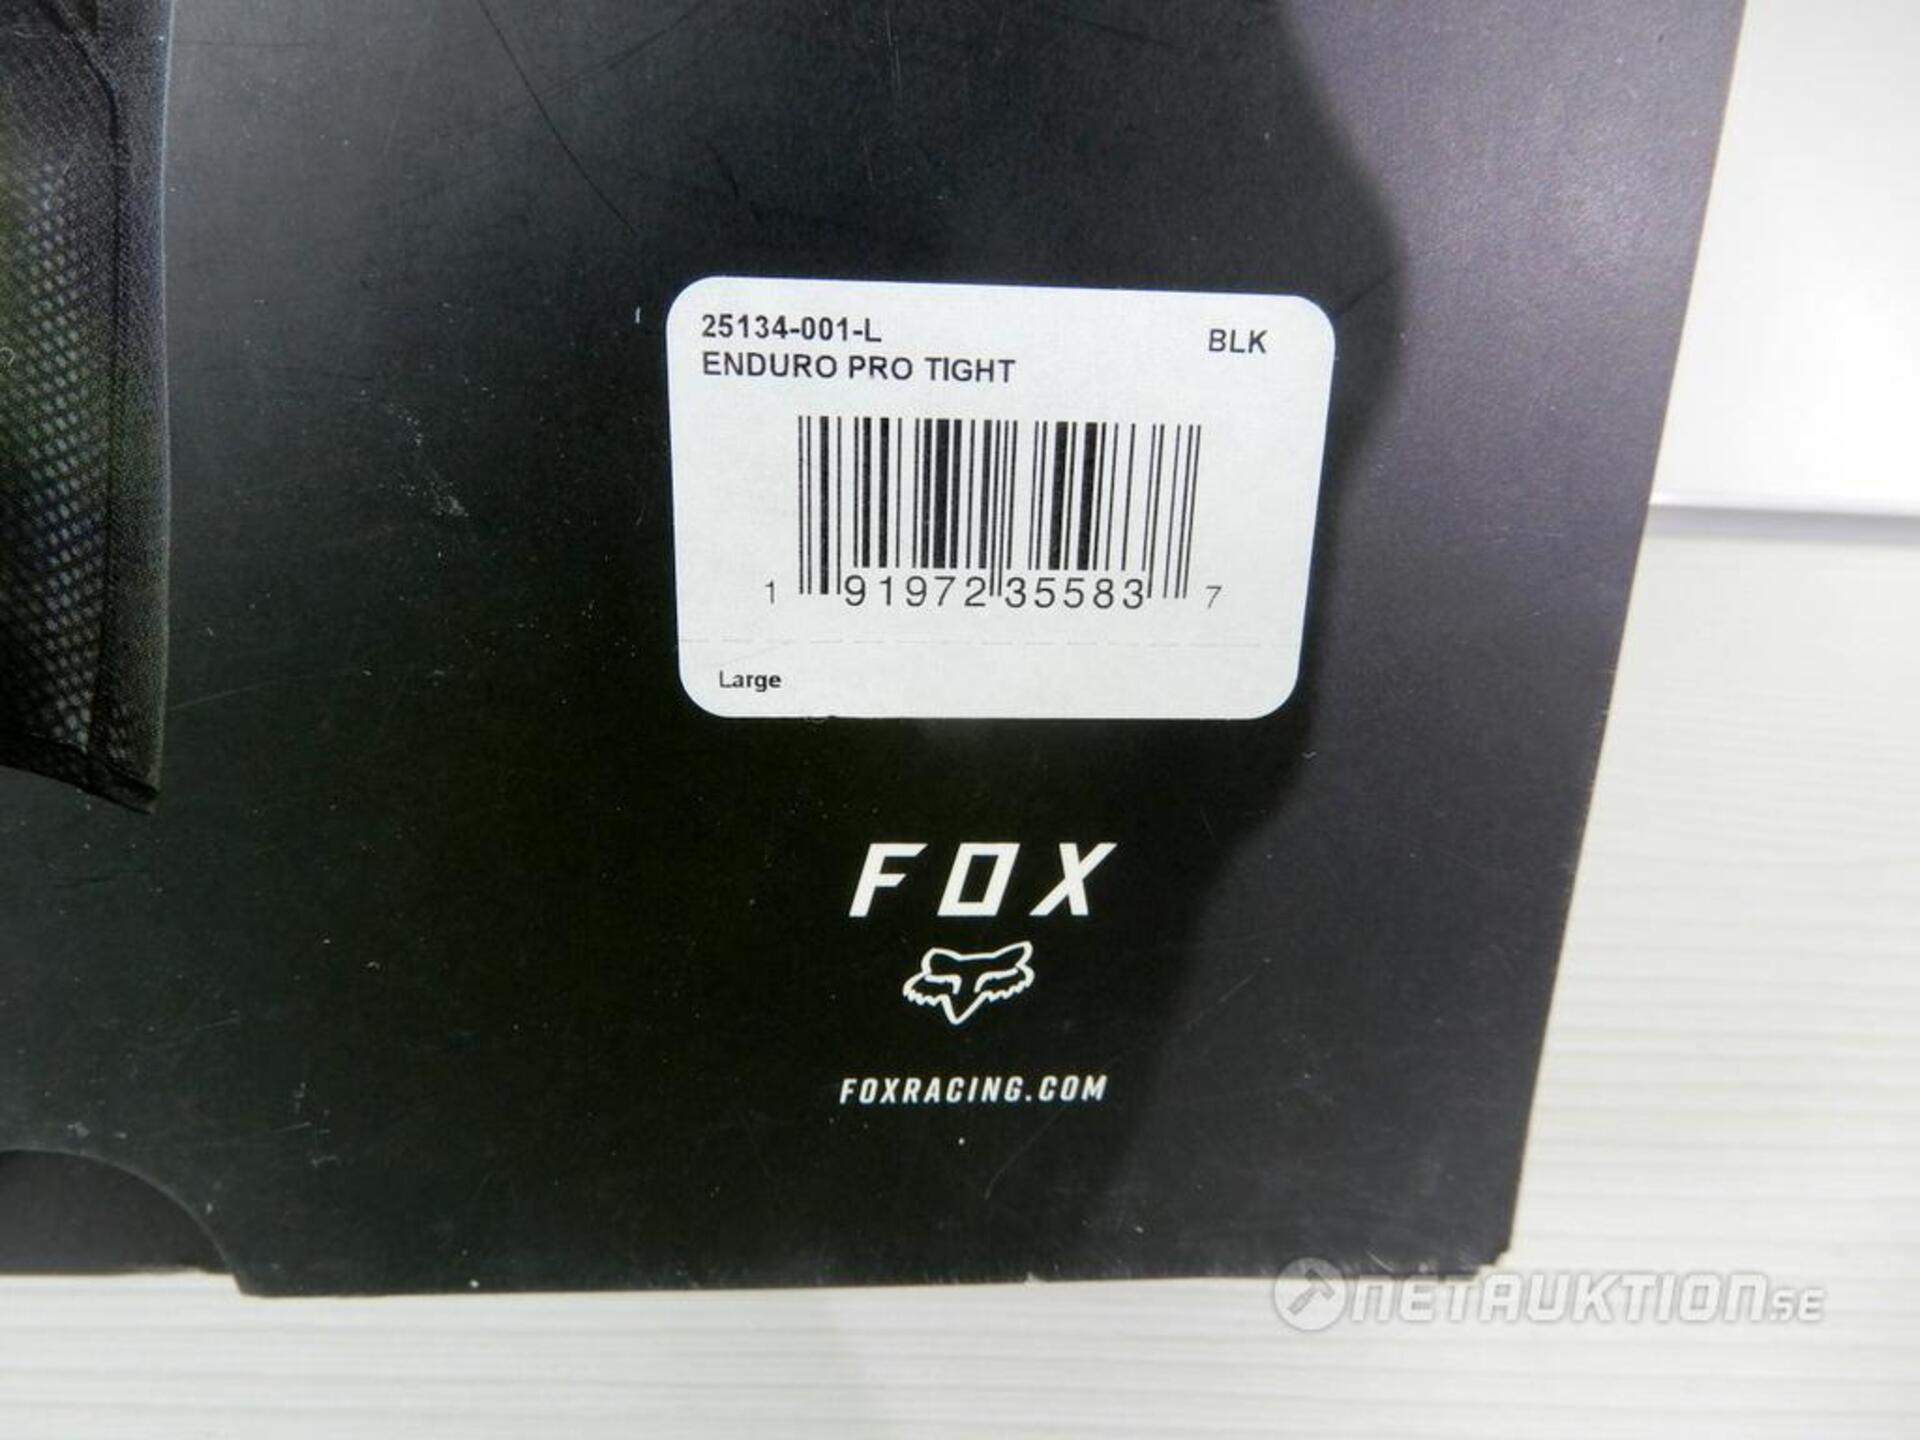 25134-001-L BLK
ENDURO PRO TIGHT
1 91972 35583 7
Large
FOX
FOXRACING.COM
NETAUKTION.SE